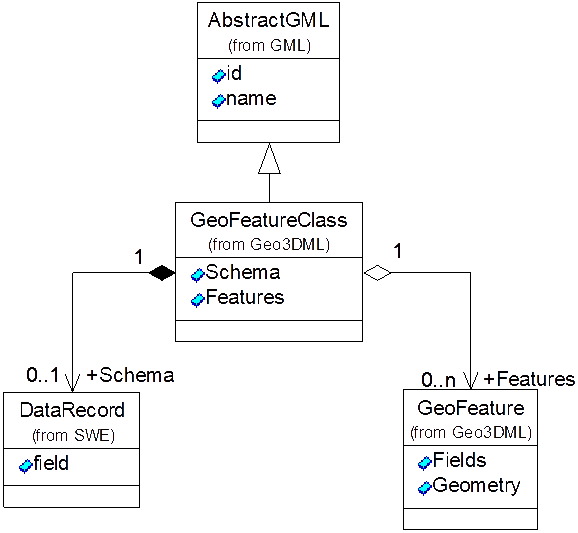 AbstractGML
(from GML)
id
name
GeoFeatureClass
(from Geo3DML)
Schema
Features
1
1
0..1
+Schema
0..n
+Features
DataRecord
(from SWE)
field
GeoFeature
(from Geo3DML)
Fields
Geometry